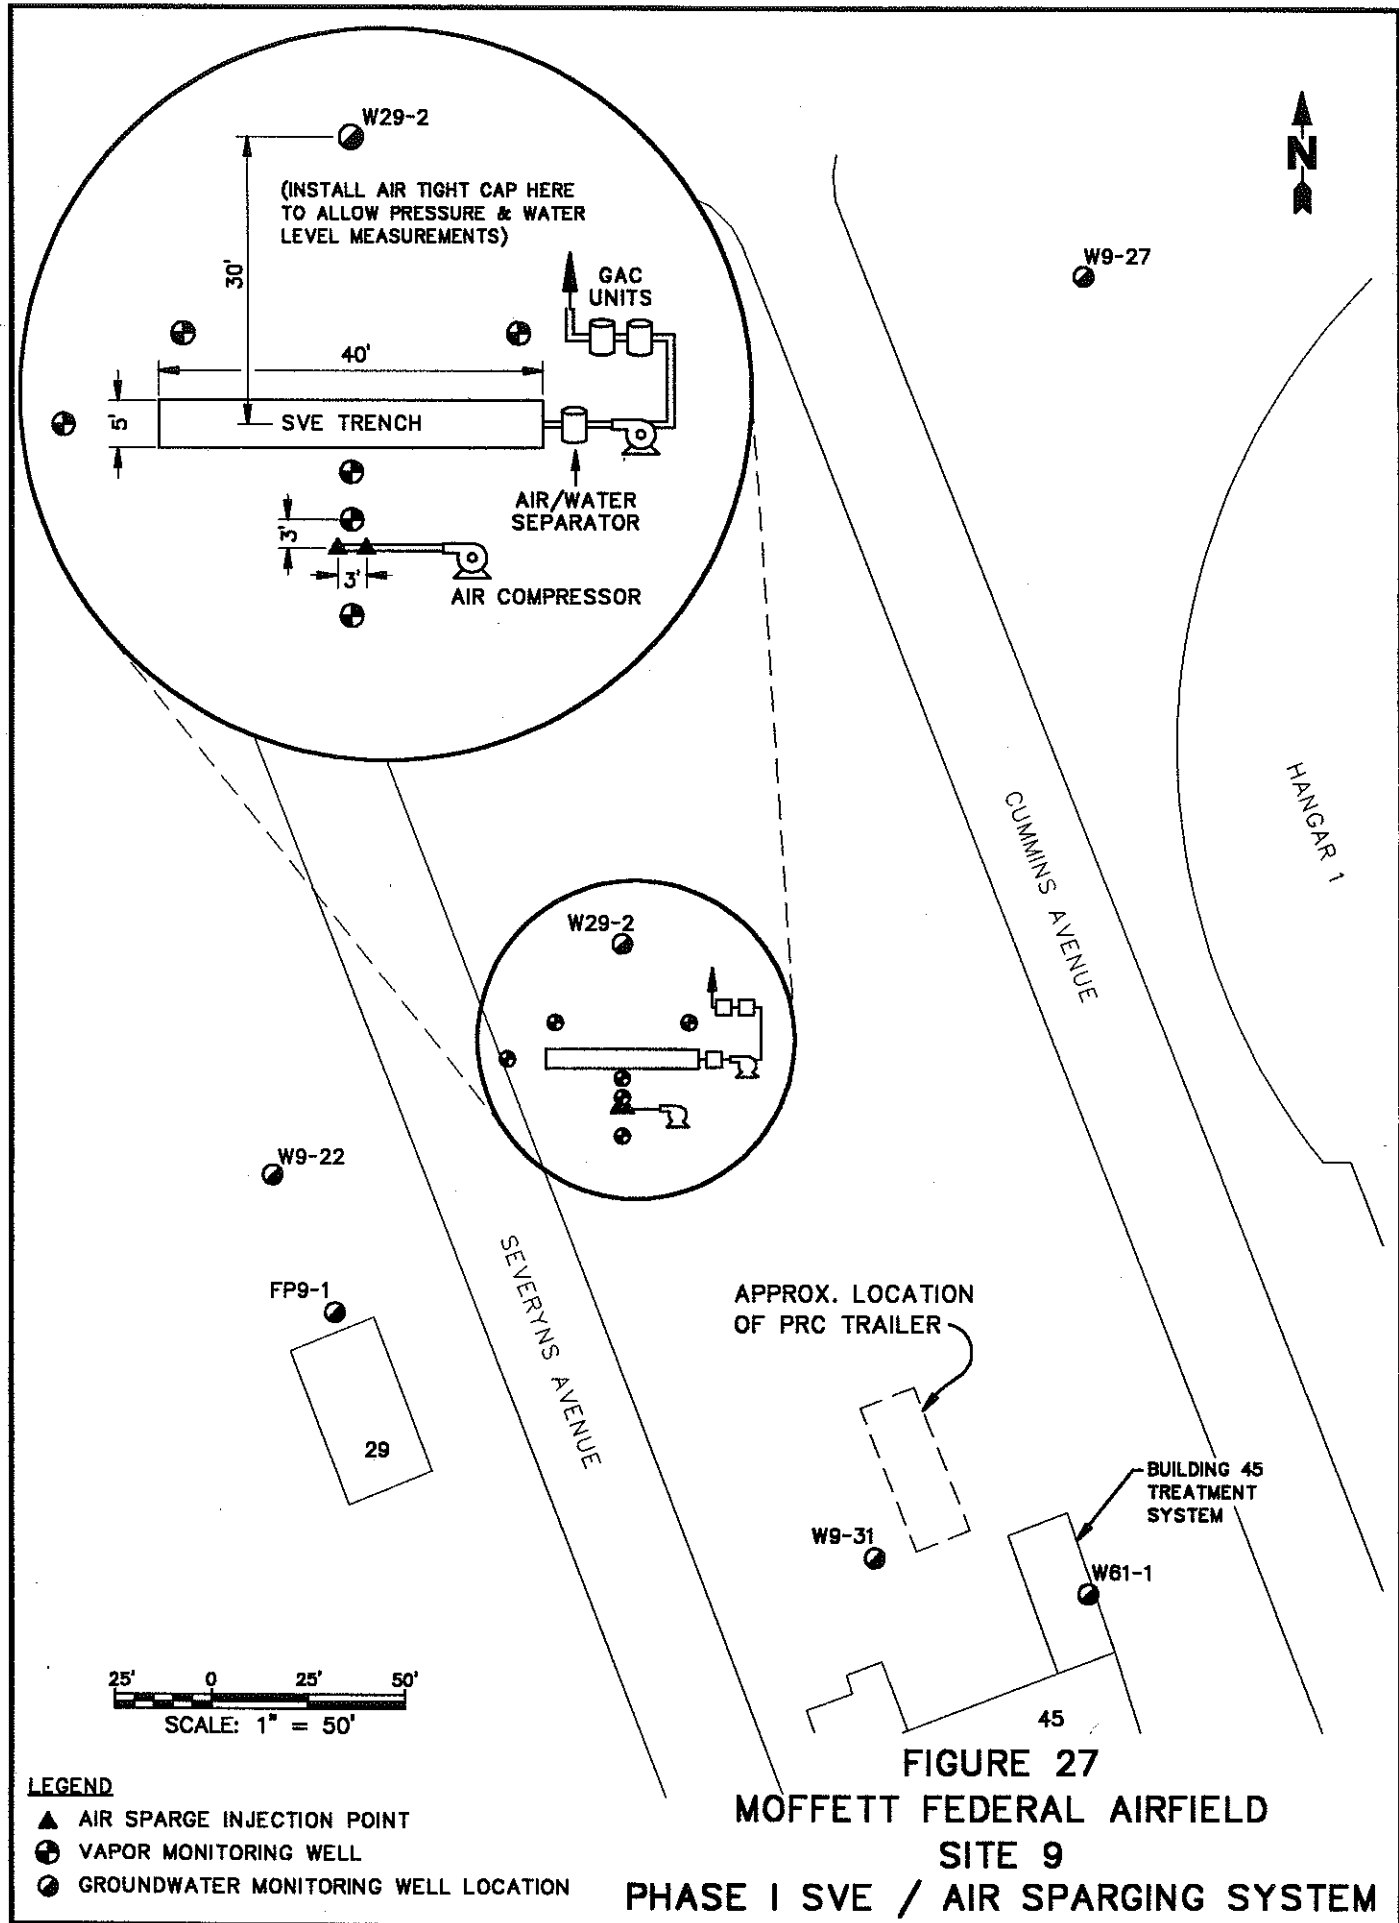 W29-2
(INSTALL AIR TIGHT CAP HERE
TO ALLOW PRESSURE & WATER
LEVEL MEASUREMENTS)
30'
GAC
UNITS
40'
5'
SVE TRENCH
AIR/WATER
SEPARATOR
3'
3'
AIR COMPRESSOR
N
W9-27
HANGAR 1
CUMMINS AVENUE
W29-2
W9-22
FP9-1
29
SEVERYNS AVENUE
APPROX. LOCATION
OF PRC TRAILER
BUILDING 45
TREATMENT
SYSTEM
W9-31
W61-1
45
25' 0 25' 50'
SCALE: 1" = 50'
LEGEND
AIR SPARGE INJECTION POINT
VAPOR MONITORING WELL
GROUNDWATER MONITORING WELL LOCATION
FIGURE 27
MOFFETT FEDERAL AIRFIELD
SITE 9
PHASE I SVE / AIR SPARGING SYSTEM